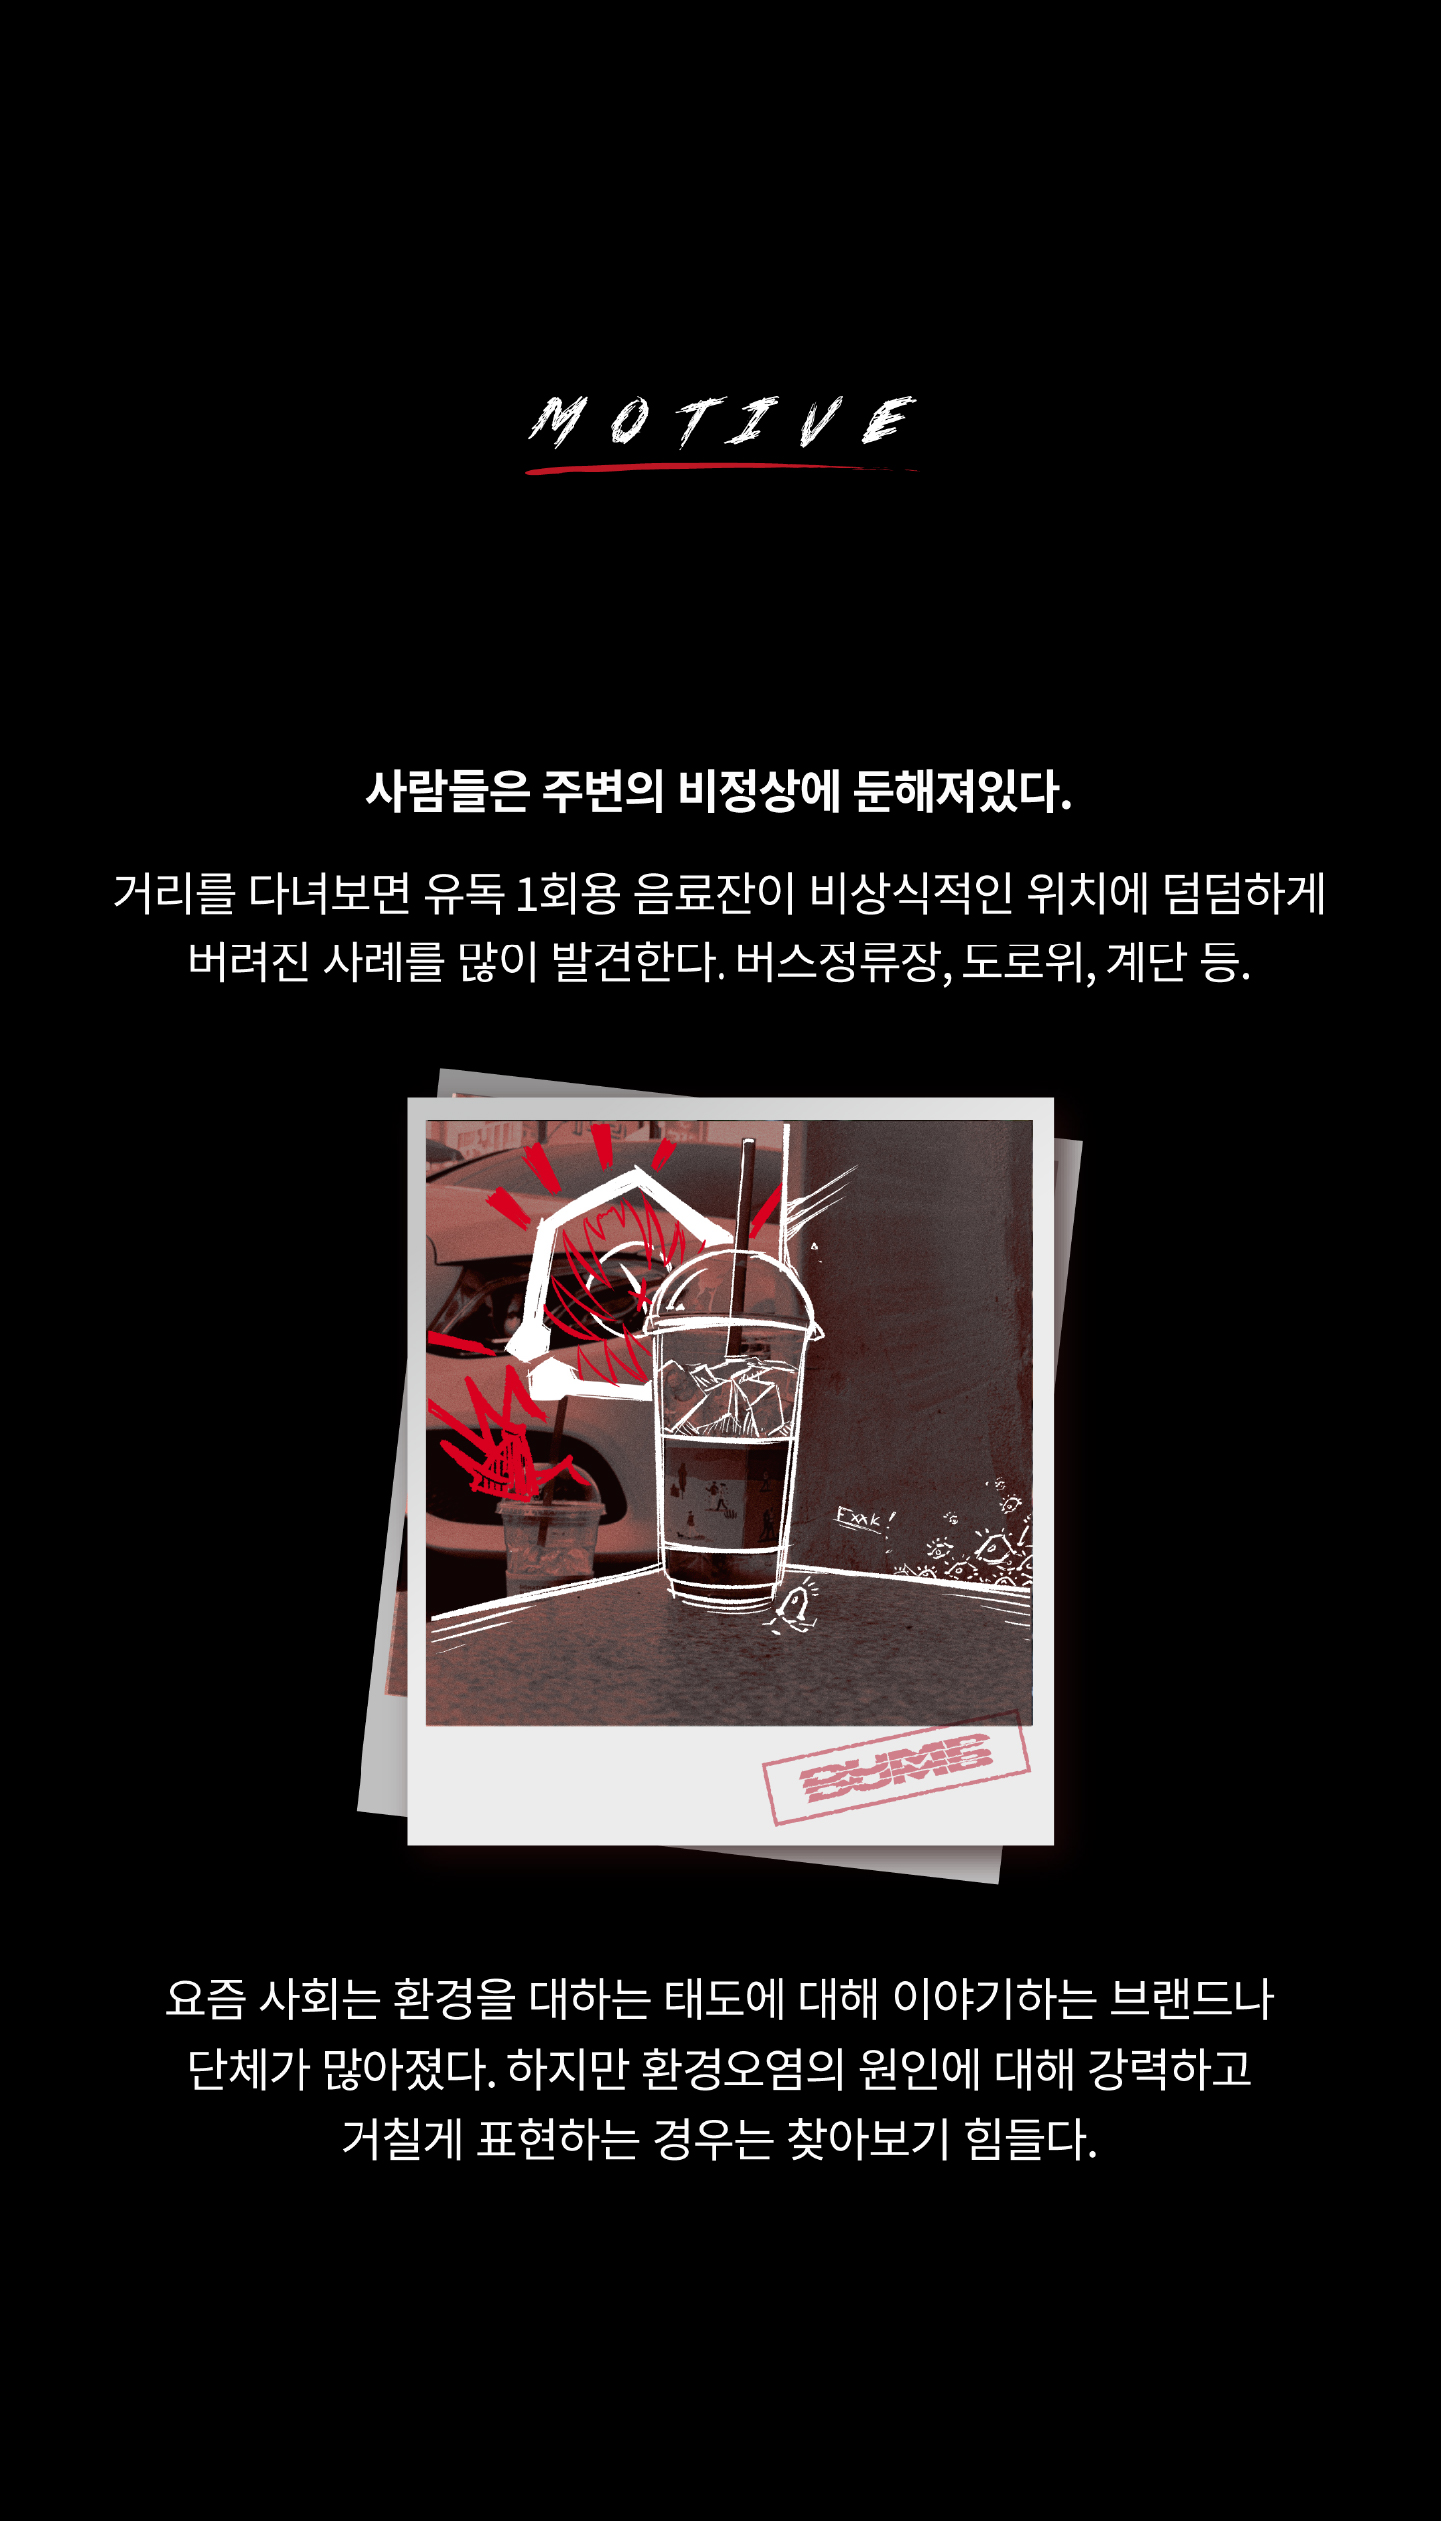 MOTIVE
사람들은 주변의 비정상에 둔해져있다.
거리를 다녀보면 유독 1회용 음료잔이 비상식적인 위치에 덤덤하게
버려진 사례를 많이 발견한다. 버스정류장, 도로위, 계단 등.
Fxxk!
DUMB
요즘 사회는 환경을 대하는 태도에 대해 이야기하는 브랜드나
단체가 많아졌다. 하지만 환경오염의 원인에 대해 강력하고
거칠게 표현하는 경우는 찾아보기 힘들다.